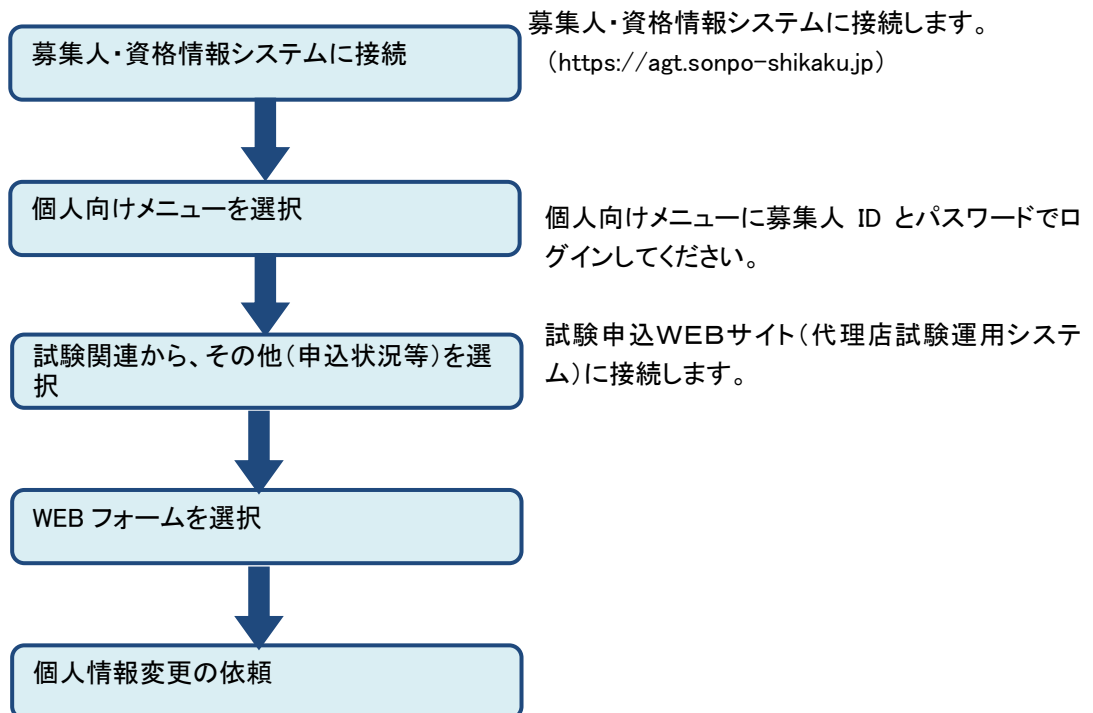 募集人・資格情報システムに接続します。
募集人・資格情報システムに接続
（https://agt.sonpo-shikaku.jp）
個人向けメニューを選択
個人向けメニューに募集人 ID とパスワードでロ
グインしてください。
試験関連から、その他（申込状況等）を選
択
試験申込ＷＥＢサイト（代理店試験運用システ
ム）に接続します。
WEB フォームを選択
個人情報変更の依頼